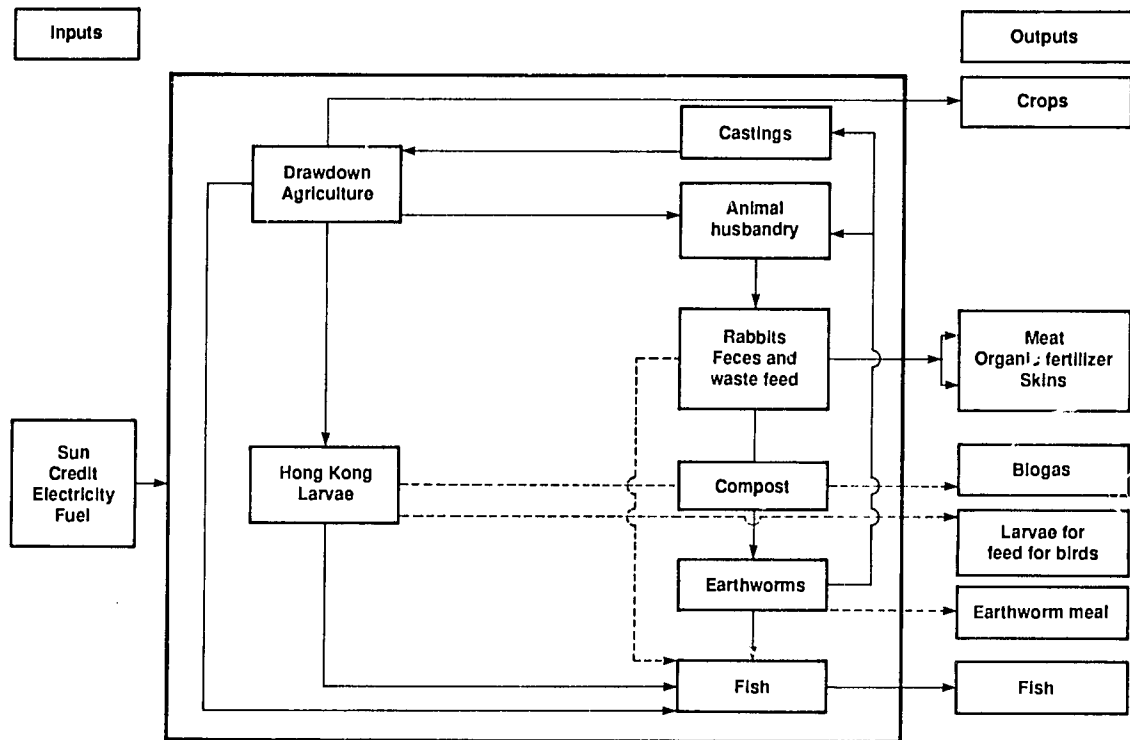 Inputs
Outputs
Crops
Castings
Drawdown
Agriculture
Animal
husbandry
Rabbits
Feces and
waste feed
Meat
Organic fertilizer
Skins
Sun
Credit
Electricity
Fuel
Hong Kong
Larvae
Compost
Biogas
Larvae for
feed for birds
Earthworms
Earthworm meal
Fish
Fish